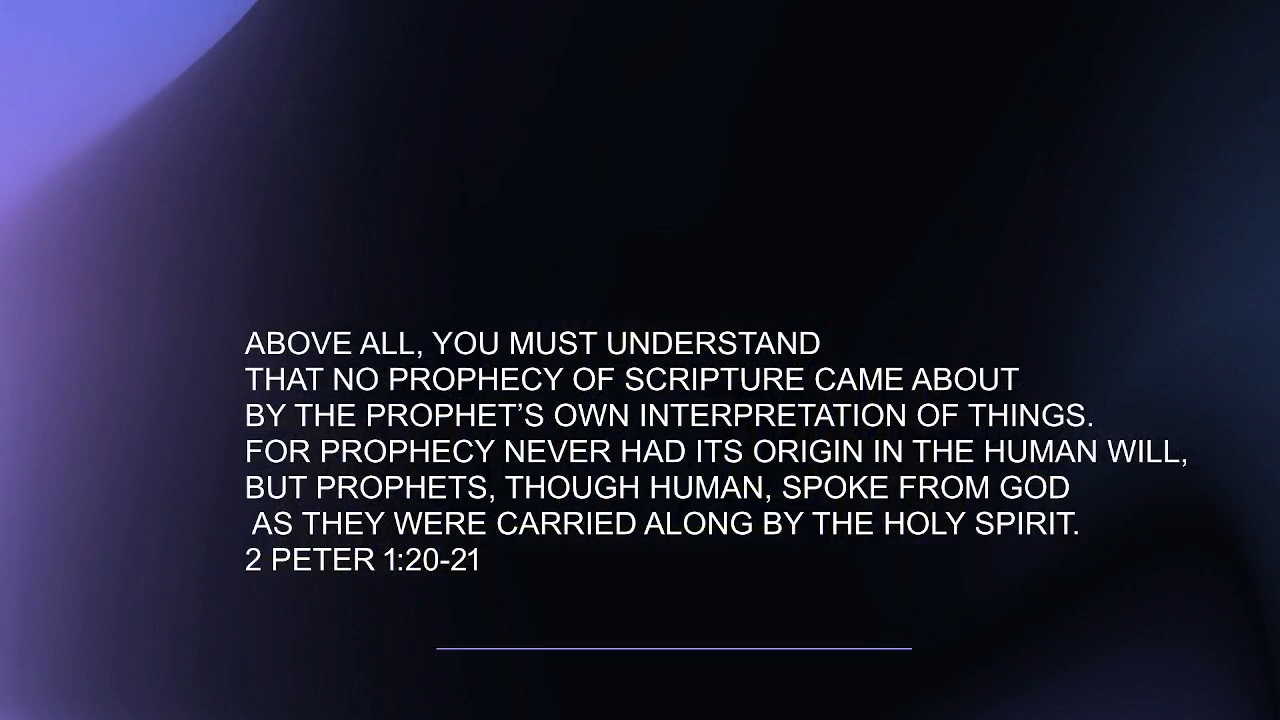 ABOVE ALL, YOU MUST UNDERSTAND
THAT NO PROPHECY OF SCRIPTURE CAME ABOUT
BY THE PROPHET’S OWN INTERPRETATION OF THINGS.
FOR PROPHECY NEVER HAD ITS ORIGIN IN THE HUMAN WILL,
BUT PROPHETS, THOUGH HUMAN, SPOKE FROM GOD
AS THEY WERE CARRIED ALONG BY THE HOLY SPIRIT.
2 PETER 1:20-21